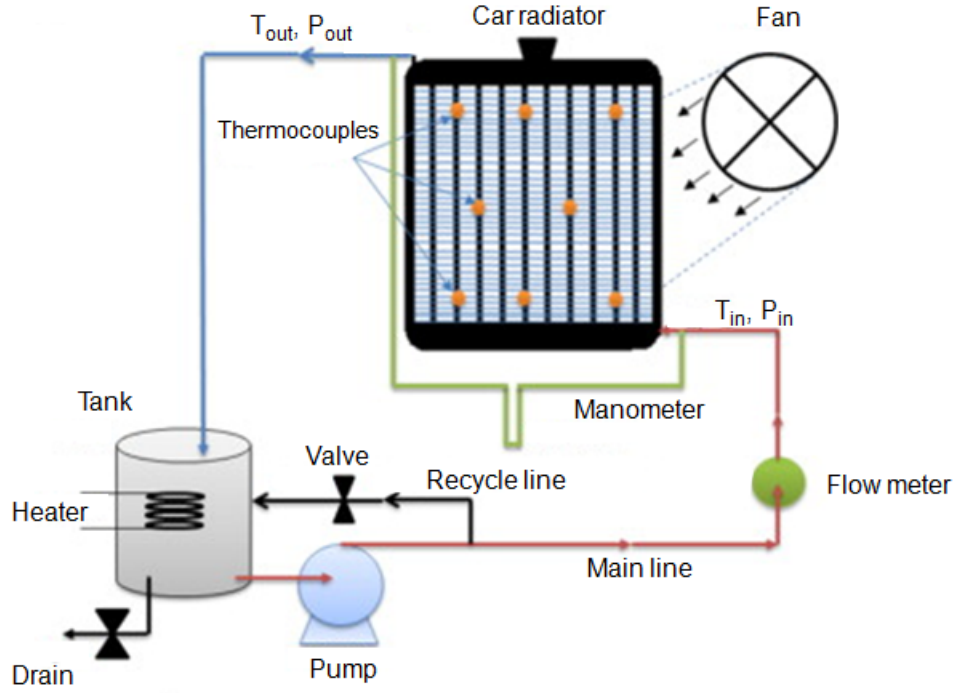 Car radiator
Fan
Tout, Pout
Thermocouples
Tin, Pin
Tank
Manometer
Valve
Recycle line
Flow meter
Heater
Main line
Drain
Pump